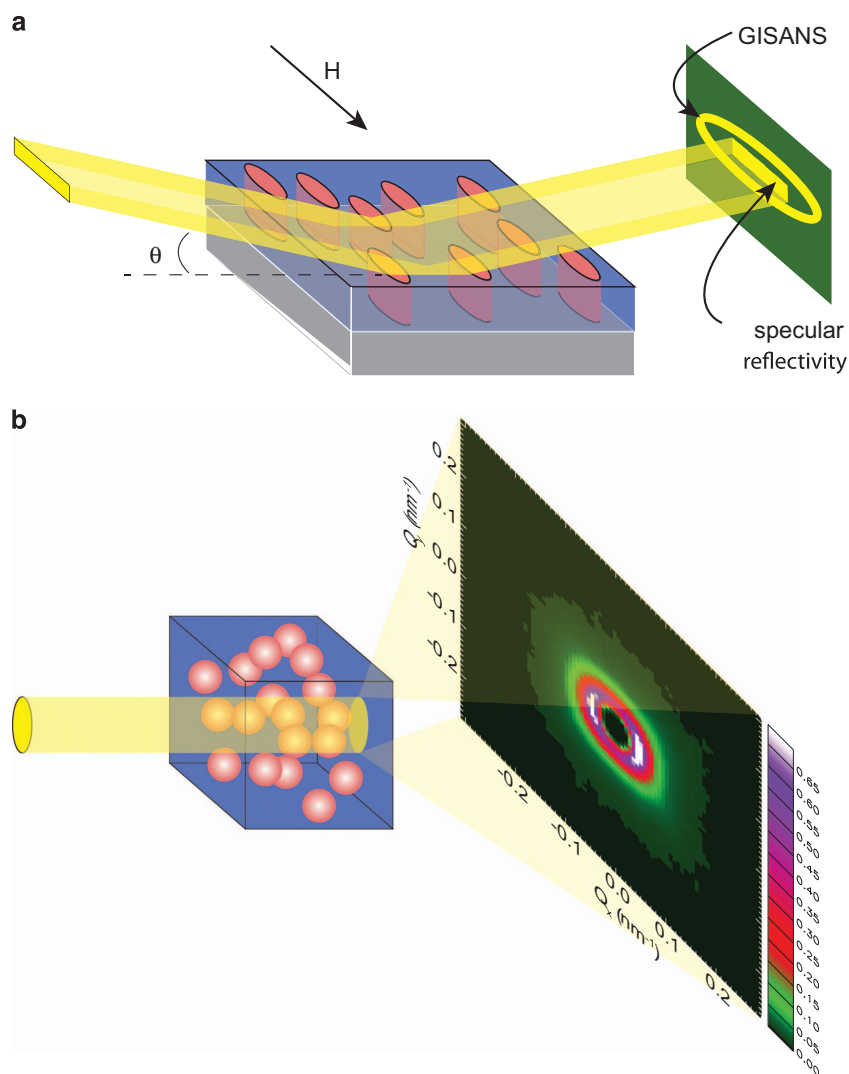 a
GISANS
H
θ
specular
reflectivity
b
0.2
0.1
0.0
-0.1
-0.2
Qy (nm-1)
-0.2
-0.1
0.0
0.1
0.2
Qx (nm-1)
0.65
0.60
0.55
0.50
0.45
0.40
0.35
0.30
0.25
0.20
0.15
0.10
0.05
0.00